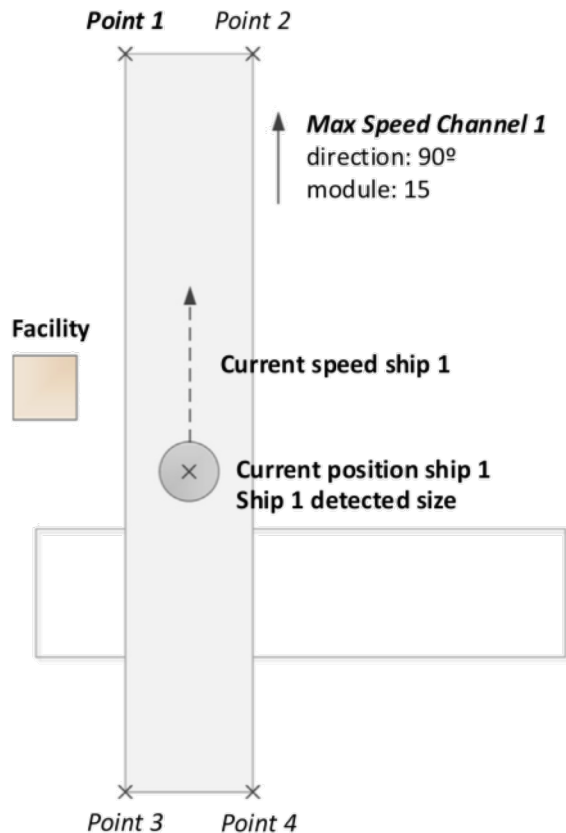 Point 1
Point 2
Max Speed Channel 1
direction: 90º
module: 15
Facility
Current speed ship 1
Current position ship 1
Ship 1 detected size
Point 3
Point 4